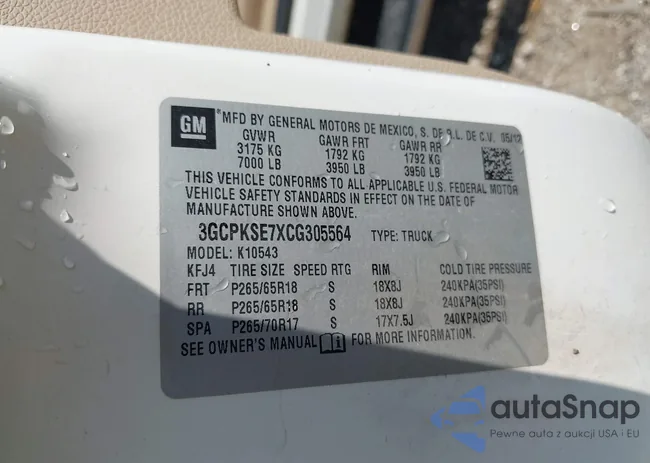 GM
MFD BY GENERAL MOTORS DE MEXICO, S. DE R.L. DE C.V. 05/12
GVWR GAWR FRT GAWR RR
3175 KG 1792 KG 1792 KG
7000 LB 3950 LB 3950 LB
THIS VEHICLE CONFORMS TO ALL APPLICABLE U.S. FEDERAL MOTOR
VEHICLE SAFETY STANDARDS IN EFFECT ON THE DATE OF
MANUFACTURE SHOWN ABOVE.
3GCPKSE7XCG305564 TYPE: TRUCK
MODEL: K10543
KFJ4 TIRE SIZE SPEED RTG RIM COLD TIRE PRESSURE
FRT P265/65R18 S 18X8J 240KPA(35PSI)
RR P265/65R18 S 18X8J 240KPA(35PSI)
SPA P265/70R17 S 17X7.5J 240KPA(35PSI)
SEE OWNER'S MANUAL FOR MORE INFORMATION.
autaSnap
Pewne auta z aukcji USA i EU